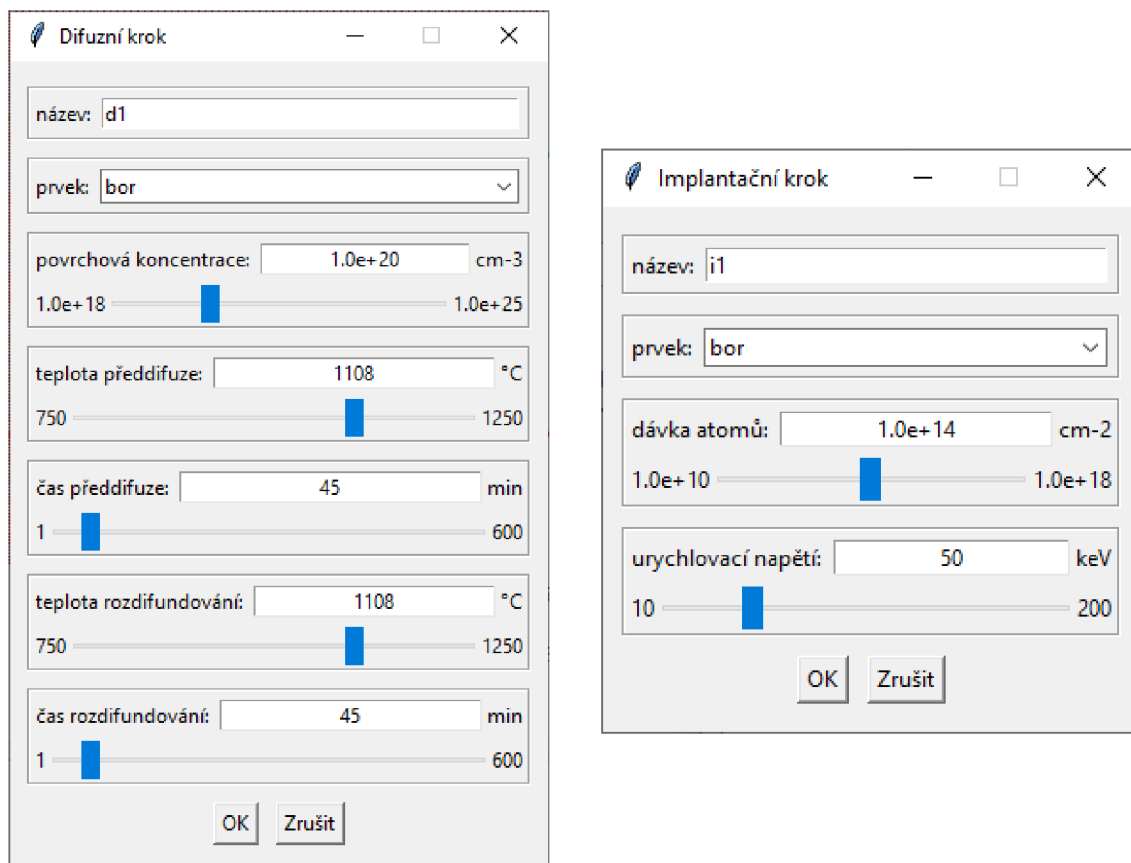 Difuzní krok
název: d1
prvek: bor
povrchová koncentrace: 1.0e+20 cm-3
1.0e+18 1.0e+25
teplota předdifuze: 1108 °C
750 1250
čas předdifuze: 45 min
1 600
teplota rozdifundování: 1108 °C
750 1250
čas rozdifundování: 45 min
1 600
OK Zrušit
Implantační krok
název: i1
prvek: bor
dávka atomů: 1.0e+14 cm-2
1.0e+10 1.0e+18
urychlovací napětí: 50 keV
10 200
OK Zrušit